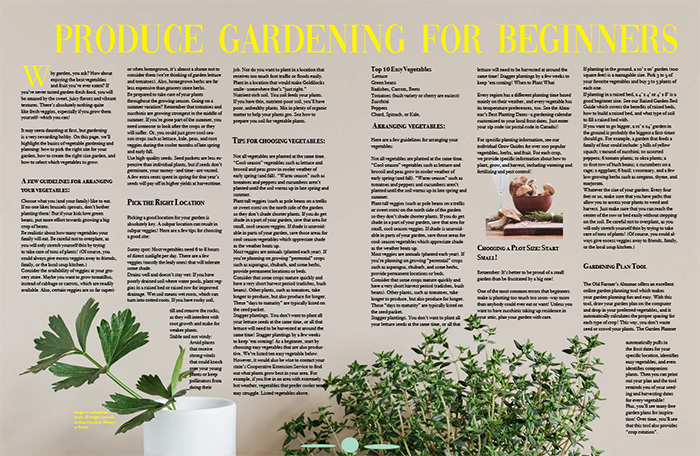 PRODUCE GARDENING FOR BEGINNERS
Why garden, you ask? How about
enjoying the best vegetables
and fruit you've ever eaten? If
you've never tasted garden-fresh food, you will
be amazed by the sweet, juicy flavors and vibrant
textures. There's absolutely nothing quite
like fresh veggies, especially if you grow them
yourself--which you can!
It may seem daunting at first, but gardening
is a very rewarding hobby. On this page, we'll
highlight the basics of vegetable gardening and
planning: how to pick the right site for your
garden, how to create the right-size garden, and
how to select which vegetables to grow.
A few guidelines for arranging
your vegetables:
Choose what you (and your family) like to eat.
If no one likes brussels sprouts, don't bother
planting them! But if your kids love green
beans, put more effort towards growing a big
crop of beans.
Be realistic about how many vegetables your
family will eat. Be careful not to overplant, as
you will only stretch yourself thin by trying
to take care of tons of plants! (Of course, you
could always give excess veggies away to friends,
family, or the local soup kitchen.)
Consider the availability of veggies at your gro-
cery store. Maybe you want to grow tomatillos,
instead of cabbage or carrots, which are readily
available. Also, certain veggies are so far superi-
or when homegrown, it's almost a shame not to
consider them (we're thinking of garden lettuce
and tomatoes). Also, homegrown herbs are far
less expensive than grocery store herbs.
Be prepared to take care of your plants
throughout the growing season. Going on a
summer vacation? Remember that tomatoes and
zucchinis are growing strongest in the middle of
summer. If you're gone part of the summer, you
need someone to look after the crops or they
will suffer. Or, you could just grow cool-sea-
son crops such as lettuce, kale, peas, and root
veggies during the cooler months of late spring
and early fall.
Use high-quality seeds. Seed packets are less ex-
pensive than individual plants, but if seeds don't
germinate, your money--and time--are wasted.
A few extra cents spent in spring for that year's
seeds will pay off in higher yields at harvesttime.
Pick the Right Location
Picking a good location for your garden is
absolutely key. A subpar location can result in
subpar veggies! Here are a few tips for choosing
a good site:
Sunny spot: Most vegetables need 6 to 8 hours
of direct sunlight per day. There are a few
veggies (mostly the leafy ones) that will tolerate
some shade.
Drains well and doesn't stay wet: If you have
poorly drained soil where water pools, plant veg-
gies in a raised bed or raised row for improved
drainage. Wet soil means wet roots, which can
turn into rotted roots. If you have rocky soil,
till and remove the rocks,
as they will interfere with
root growth and make for
weaker plants.
Stable and not windy:
Avoid places
that receive
strong winds
that could knock
over your young
plants or keep
pollinators from
doing their
job. Nor do you want to plant in a location that
receives too much foot traffic or floods easily.
Plant in a location that would make Goldilocks
smile--somewhere that's "just right."
Nutrient-rich soil. You soil feeds your plants.
If you have thin, nutrient-poor soil, you'll have
poor, unhealthy plants. Mix in plenty of organic
matter to help your plants grow. See how to
prepare you soil for vegetable plants.
Tips for choosing vegetables:
Not all vegetables are planted at the same time.
"Cool-season" vegetables such as lettuce and
broccoli and peas grow in cooler weather of
early spring (and fall). "Warm-season" such as
tomatoes and peppers and cucumbers aren't
planted until the soil warms up in late spring and
summer.
Plant tall veggies (such as pole beans on a trellis
or sweet corn) on the north side of the garden
so they don't shade shorter plants. If you do get
shade in a part of your garden, save that area for
small, cool-season veggies. If shade is unavoid-
able in parts of your garden, save those areas for
cool-season vegetables which appreciate shade
as the weather heats up.
Most veggies are annuals (planted each year). If
you're planning on growing "perennial" crops
such as asparagus, rhubarb, and some herbs,
provide permanent locations or beds.
Consider that some crops mature quickly and
have a very short harvest period (radishes, bush
beans). Other plants, such as tomatoes, take
longer to produce, but also produce for longer.
These "days to maturity" are typically listed on
the seed packet.
Stagger plantings. You don't want to plant all
your lettuce seeds at the same time, or all that
lettuce will need to be harvested at around the
same time! Stagger plantings by a few weeks
to keep 'em coming! As a beginner, start by
choosing easy vegetables that are also produc-
tive. We've listed ten easy vegetable below.
However, it would also be wise to contact your
state's Cooperative Extension Service to find
out what plants grow best in your area. For
example, if you live in an area with extremely
hot weather, vegetables that prefer cooler temps
may struggle. Listed vegetables above.
Top 10 Easy Vegetables
Lettuce
Green beans
Radishes, Carrots, Beets
Tomatoes (bush variety or cherry are easiest)
Zucchini
Peppers
Chard, Spinach, or Kale,
Arranging vegetables:
Here are a few guidelines for arranging your
vegetables:
Not all vegetables are planted at the same time.
"Cool-season" vegetables such as lettuce and
broccoli and peas grow in cooler weather of
early spring (and fall). "Warm-season" such as
tomatoes and peppers and cucumbers aren't
planted until the soil warms up in late spring and
summer.
Plant tall veggies (such as pole beans on a trellis
or sweet corn) on the north side of the garden
so they don't shade shorter plants. If you do get
shade in a part of your garden, save that area for
small, cool-season veggies. If shade is unavoid-
able in parts of your garden, save those areas for
cool-season vegetables which appreciate shade
as the weather heats up.
Most veggies are annuals (planted each year). If
you're planning on growing "perennial" crops
such as asparagus, rhubarb, and some herbs,
provide permanent locations or beds.
Consider that some crops mature quickly and
have a very short harvest period (radishes, bush
beans). Other plants, such as tomatoes, take
longer to produce, but also produce for longer.
These "days to maturity" are typically listed on
the seed packet.
Stagger plantings. You don't want to plant all
your lettuce seeds at the same time, or all that
lettuce will need to be harvested at around the
same time! Stagger plantings by a few weeks to
keep 'em coming! When to Plant What
Every region has a different planting time based
mainly on their weather, and every vegetable has
its temperature preferences, too. See the Alma-
nac's Best Planting Dates--a gardening calendar
customized to your local frost dates. Just enter
your zip code (or postal code in Canada)!
For specific planting information, see our
individual Grow Guides for over 100 popular
vegetables, herbs, and fruit. For each crop,
we provide specific information about how to
plant, grow, and harvest, including watering and
fertilizing and pest control!
Choosing a Plot Size: Start
Small!
Remember: It's better to be proud of a small
garden than be frustrated by a big one!
One of the most common errors that beginners
make is planting too much too soon--way more
than anybody could ever eat or want! Unless you
want to have zucchinis taking up residence in
your attic, plan your garden with care.
If planting in the ground, a 10' x 10' garden (100
square feet) is a manageable size. Pick 3 to 5 of
your favorite vegetables and buy 3 to 5 plants of
each one.
If planting in a raised bed, a 4' x 4' or 4' x 8' is a
good beginner size. See our Raised Garden Bed
Guide which covers the benefits of raised beds,
how to build a raised bed, and what type of soil
to fill a raised bed with.
If you want to go bigger, a 12' x 24' garden in
the ground is probably the biggest a first-timer
should go. For example, a garden that feeds a
family of four could include: 3 hills of yellow
squash; 1 mound of zucchini; 10 assorted
peppers; 6 tomato plants; 12 okra plants; a
12-foot row of bush beans; 2 cucumbers on a
cage; 2 eggplant; 6 basil; 1 rosemary, and a few
low-growing herbs such as oregano, thyme, and
marjoram.
Whatever the size of your garden: Every four
feet or so, make sure that you have paths that
allow you to access your plants to weed and
harvest. Just make sure that you can reach the
center of the row or bed easily without stepping
on the soil. Be careful not to overplant, as you
will only stretch yourself thin by trying to take
care of tons of plants! (Of course, you could al-
ways give excess veggies away to friends, family,
or the local soup kitchen.)
Gardening Plan Tool
The Old Farmer's Almanac offers an excellent
online garden planning tool which makes
your garden planning fun and easy. With this
tool, draw your garden plan on the computer
and drop in your preferred vegetables, and it
automatically calculates the proper spacing for
each type of crop! This way, you don't waste
seed or crowd your plants. The Garden Planner
automatically pulls in
the frost dates for your
specific location, identifies
easy vegetables, and even
identifies companion
plants. Then you can print
out your plan and the tool
reminds you of your seed-
ing and harvesting dates
for every vegetable!
Plus, you'll see many free
garden plans for inspira-
tion! Over time, you'll see
that this tool also provides
"crop rotation".